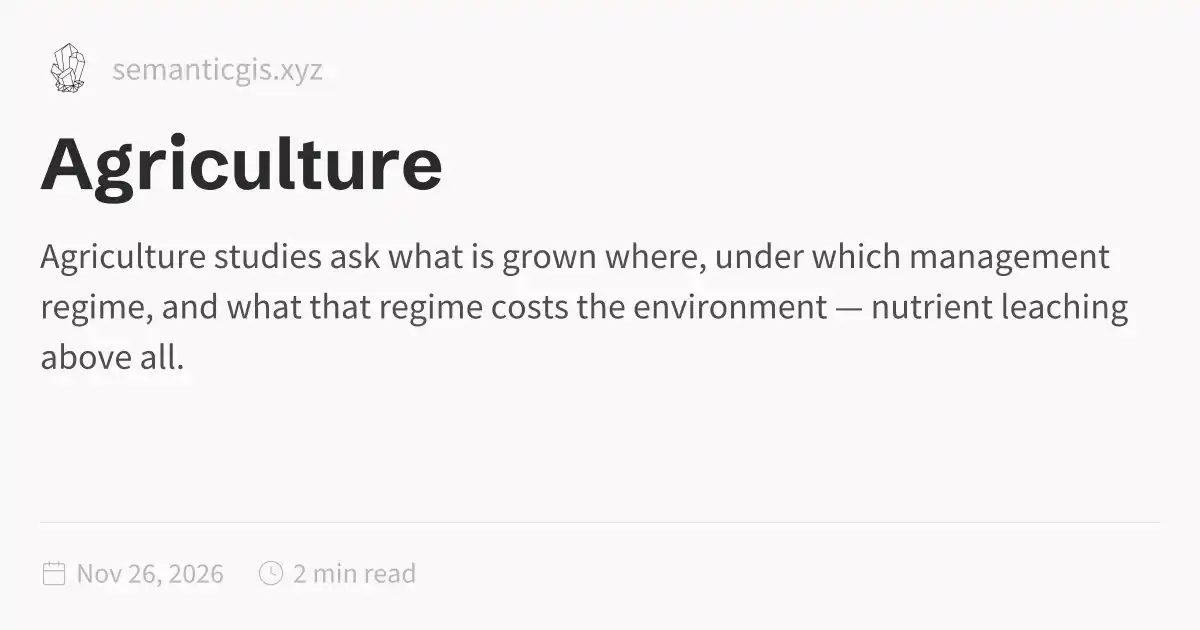 semanticgis.xyz
Agriculture
Agriculture studies ask what is grown where, under which management
regime, and what that regime costs the environment — nutrient leaching
above all.
Nov 26, 2026 2 min read